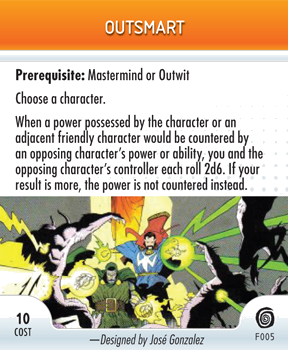 OUTSMART
Prerequisite: Mastermind or Outwit
Choose a character.
When a power possessed by the character or an
adjacent friendly character would be countered by
an opposing character's power or ability, you and the
opposing character's controller each roll 2d6. If your
result is more, the power is not countered instead.
10
COST
—Designed by José Gonzalez
F005